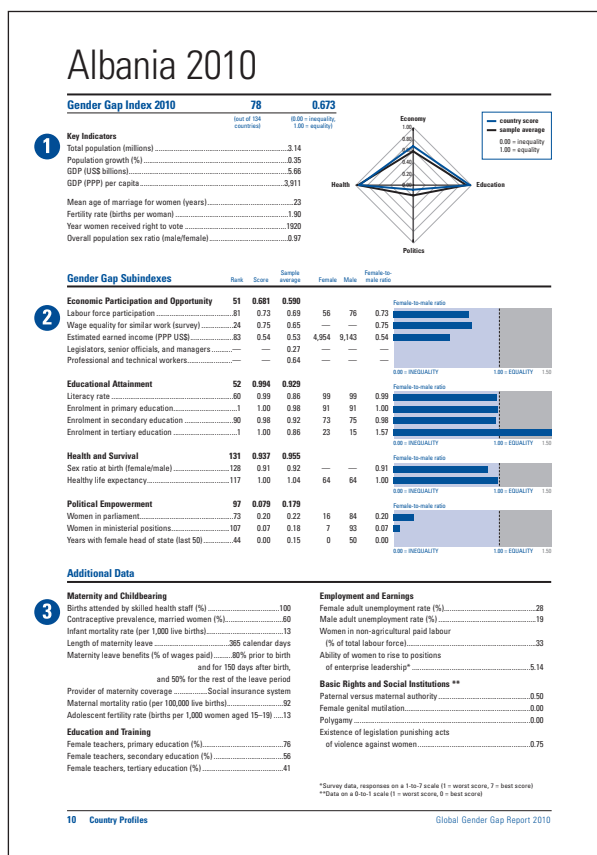 Albania 2010
Gender Gap Index 2010 78 0.673
(out of 134 countries) (0.00 = inequality, 1.00 = equality)
1
Key Indicators
Total population (millions) ...3.14
Population growth (%) ...0.35
GDP (US$ billions)...5.66
GDP (PPP) per capita ...3,911
Mean age of marriage for women (years)...23
Fertility rate (births per woman) ...1.90
Year women received right to vote ...1920
Overall population sex ratio (male/female)...0.97
Economy
1.00
0.80
0.60
0.40
0.20
0.00
Health
Education
Politics
country score
sample average
0.00 = inequality
1.00 = equality
Gender Gap Subindexes Rank Score Sample average Female Male Female-to-male ratio
2
Economic Participation and Opportunity 51 0.681 0.590 Female-to-male ratio
Labour force participation...81 0.73 0.69 56 76 0.73
Wage equality for similar work (survey)...24 0.75 0.65 — — 0.75
Estimated earned income (PPP US$)...83 0.54 0.53 4,954 9,143 0.54
Legislators, senior officials, and managers...— — 0.27
Professional and technical workers...— — 0.64
0.00 = INEQUALITY 1.00 = EQUALITY 1.50
Educational Attainment 52 0.994 0.929 Female-to-male ratio
Literacy rate...60 0.99 0.86 99 99 0.99
Enrolment in primary education...1 1.00 0.98 91 91 1.00
Enrolment in secondary education...90 0.98 0.92 73 75 0.98
Enrolment in tertiary education...1 1.00 0.86 23 15 1.57
0.00 = INEQUALITY 1.00 = EQUALITY 1.50
Health and Survival 131 0.937 0.955 Female-to-male ratio
Sex ratio at birth (female/male)...128 0.91 0.92 — — 0.91
Healthy life expectancy...117 1.00 1.04 64 64 1.00
0.00 = INEQUALITY 1.00 = EQUALITY 1.50
Political Empowerment 97 0.079 0.179 Female-to-male ratio
Women in parliament...73 0.20 0.22 16 84 0.20
Women in ministerial positions...107 0.07 0.18 7 93 0.07
Years with female head of state (last 50)...44 0.00 0.15 0 50 0.00
0.00 = INEQUALITY 1.00 = EQUALITY 1.50
Additional Data
3
Maternity and Childbearing
Births attended by skilled health staff (%) ...100
Contraceptive prevalence, married women (%)...60
Infant mortality rate (per 1,000 live births)...13
Length of maternity leave...365 calendar days
Maternity leave benefits (% of wages paid)...80% prior to birth
and for 150 days after birth,
and 50% for the rest of the leave period
Provider of maternity coverage ...Social insurance system
Maternal mortality ratio (per 100,000 live births)...92
Adolescent fertility rate (births per 1,000 women aged 15–19) ...13
Education and Training
Female teachers, primary education (%)...76
Female teachers, secondary education (%) ...56
Female teachers, tertiary education (%) ...41
Employment and Earnings
Female adult unemployment rate (%)...28
Male adult unemployment rate (%) ...19
Women in non-agricultural paid labour
(% of total labour force)...33
Ability of women to rise to positions
of enterprise leadership* ...5.14
Basic Rights and Social Institutions **
Paternal versus maternal authority ...0.50
Female genital mutilation...0.00
Polygamy ...0.00
Existence of legislation punishing acts
of violence against women...0.75
*Survey data, responses on a 1-to-7 scale (1 = worst score, 7 = best score)
**Data on a 0-to-1 scale (1 = worst score, 0 = best score)
10 Country Profiles
Global Gender Gap Report 2010